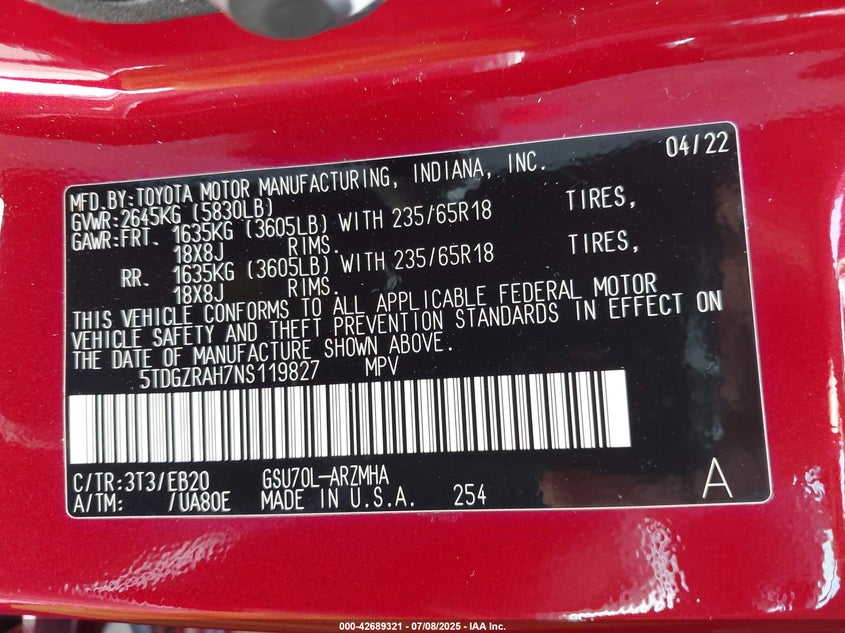 04/22
MFD.BY:TOYOTA MOTOR MANUFACTURING, INDIANA, INC.
GVWR:2645KG (5830LB)
GAWR:FRT. 1635KG (3605LB) WITH 235/65R18 TIRES,
18X8J RIMS.
RR. 1635KG (3605LB) WITH 235/65R18 TIRES,
18X8J RIMS.
THIS VEHICLE CONFORMS TO ALL APPLICABLE FEDERAL MOTOR
VEHICLE SAFETY AND THEFT PREVENTION STANDARDS IN EFFECT ON
THE DATE OF MANUFACTURE SHOWN ABOVE.
5TDGZRAH7NS119827 MPV
C/TR:3T3/EB20 GSU70L-ARZMHA
A/TM: /UA80E MADE IN U.S.A. 254 A
000-42689321 / 07/08/2025 - IAA Inc.